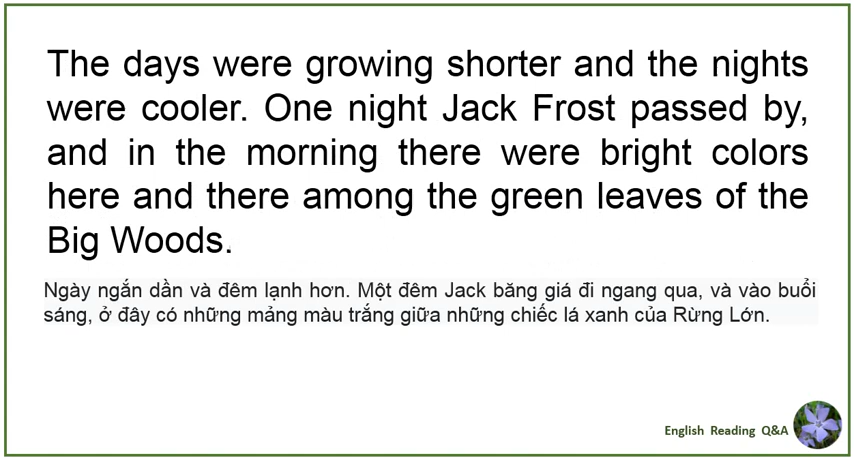 The days were growing shorter and the nights
were cooler. One night Jack Frost passed by,
and in the morning there were bright colors
here and there among the green leaves of the
Big Woods.
Ngày ngắn dần và đêm lạnh hơn. Một đêm Jack băng giá đi ngang qua, và vào buổi
sáng, ở đây có những mảng màu trắng giữa những chiếc lá xanh của Rừng Lớn.
English Reading Q&A